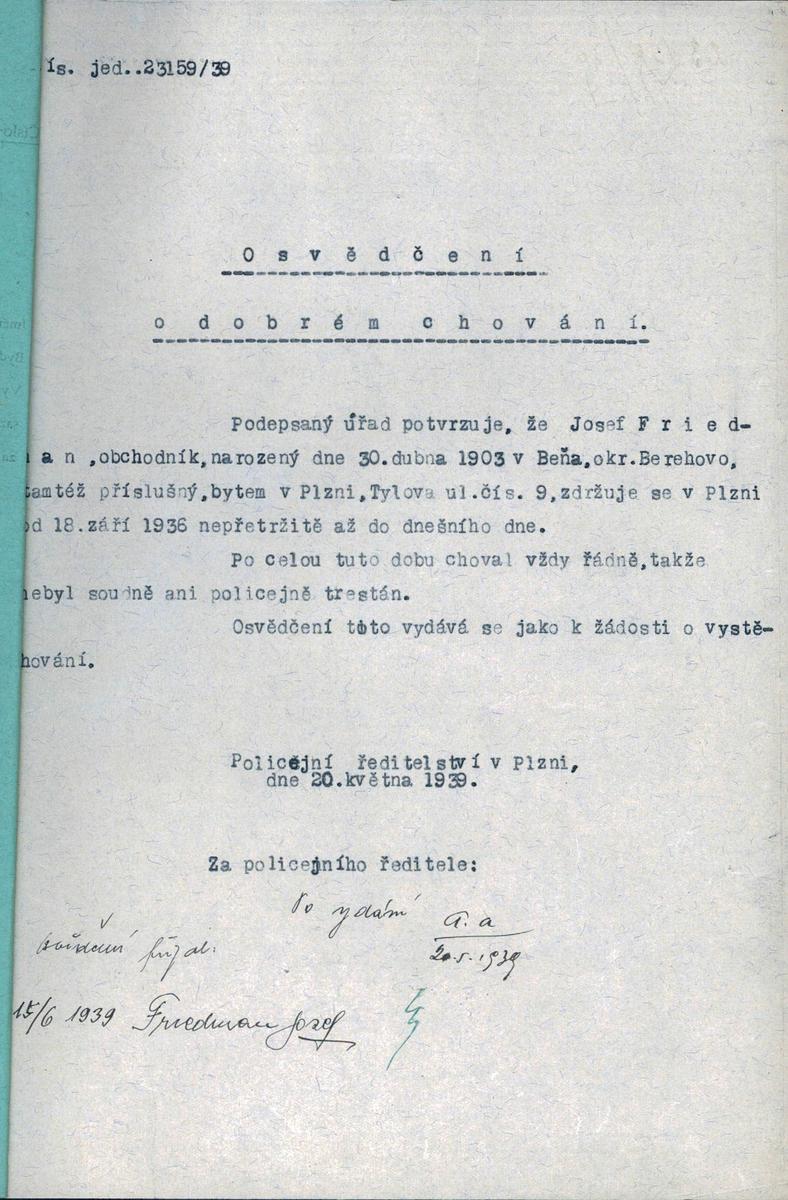 ís. jed..23159/39
O s v ě d č e n í
o d o b r é m c h o v á n í.
Podepsaný úřad potvrzuje, že Josef F r i e d-
a n ,obchodník,narozený dne 30.dubna 1903 v Beňa,okr.Berehovo,
tamtéž příslušný,bytem v Plzni,Tylova ul.čís. 9,zdržuje se v Plzni
od 18.září 1936 nepřetržitě až do dnešního dne.
Po celou tuto dobu choval vždy řádně,takže
nebyl soudně ani policejně trestán.
Osvědčení toto vydává se jako k žádosti o vystě-
hování.
Policejní ředitelství v Plzni,
dne 20.května 1939.
Za policejního ředitele:
Po vydání a. a
20.5.1939
15/6 1939 Friedman Josef